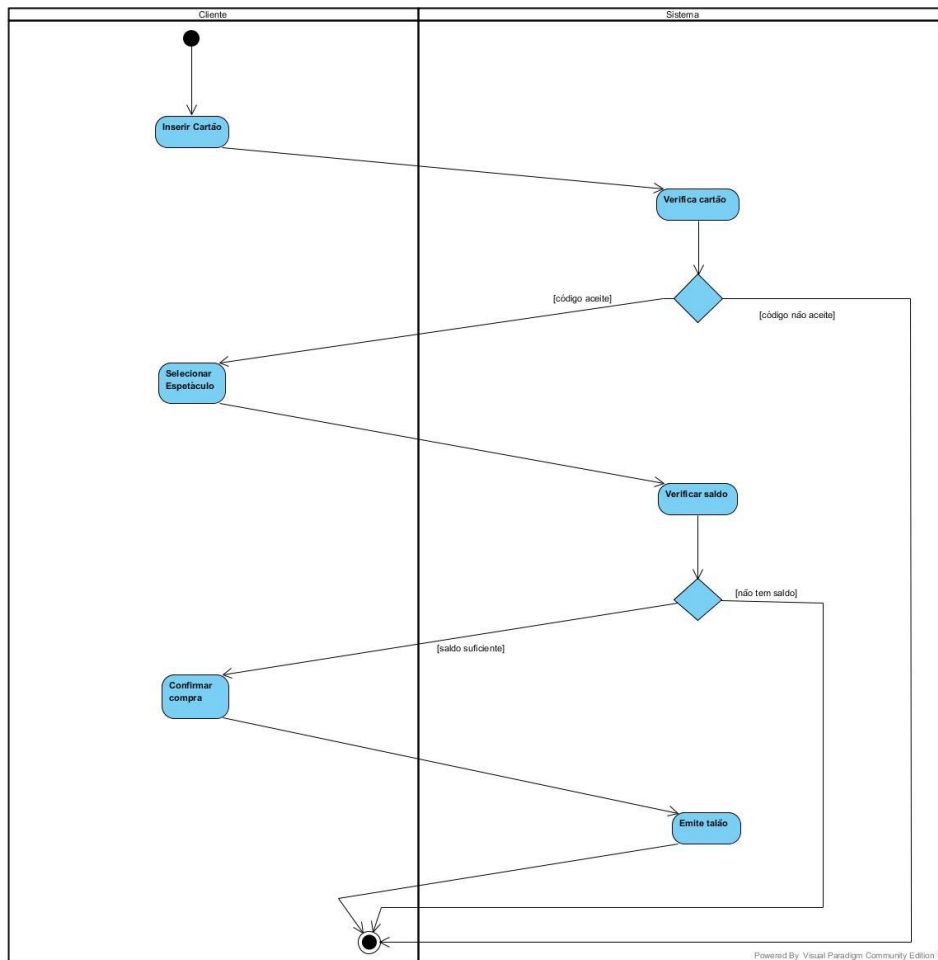 Cliente
Sistema
Inserir Cartão
Verifica cartão
[código aceite]
[código não aceite]
Selecionar
Espetáculo
Verificar saldo
[não tem saldo]
[saldo suficiente]
Confirmar
compra
Emite talão
Powered By Visual Paradigm Community Edition